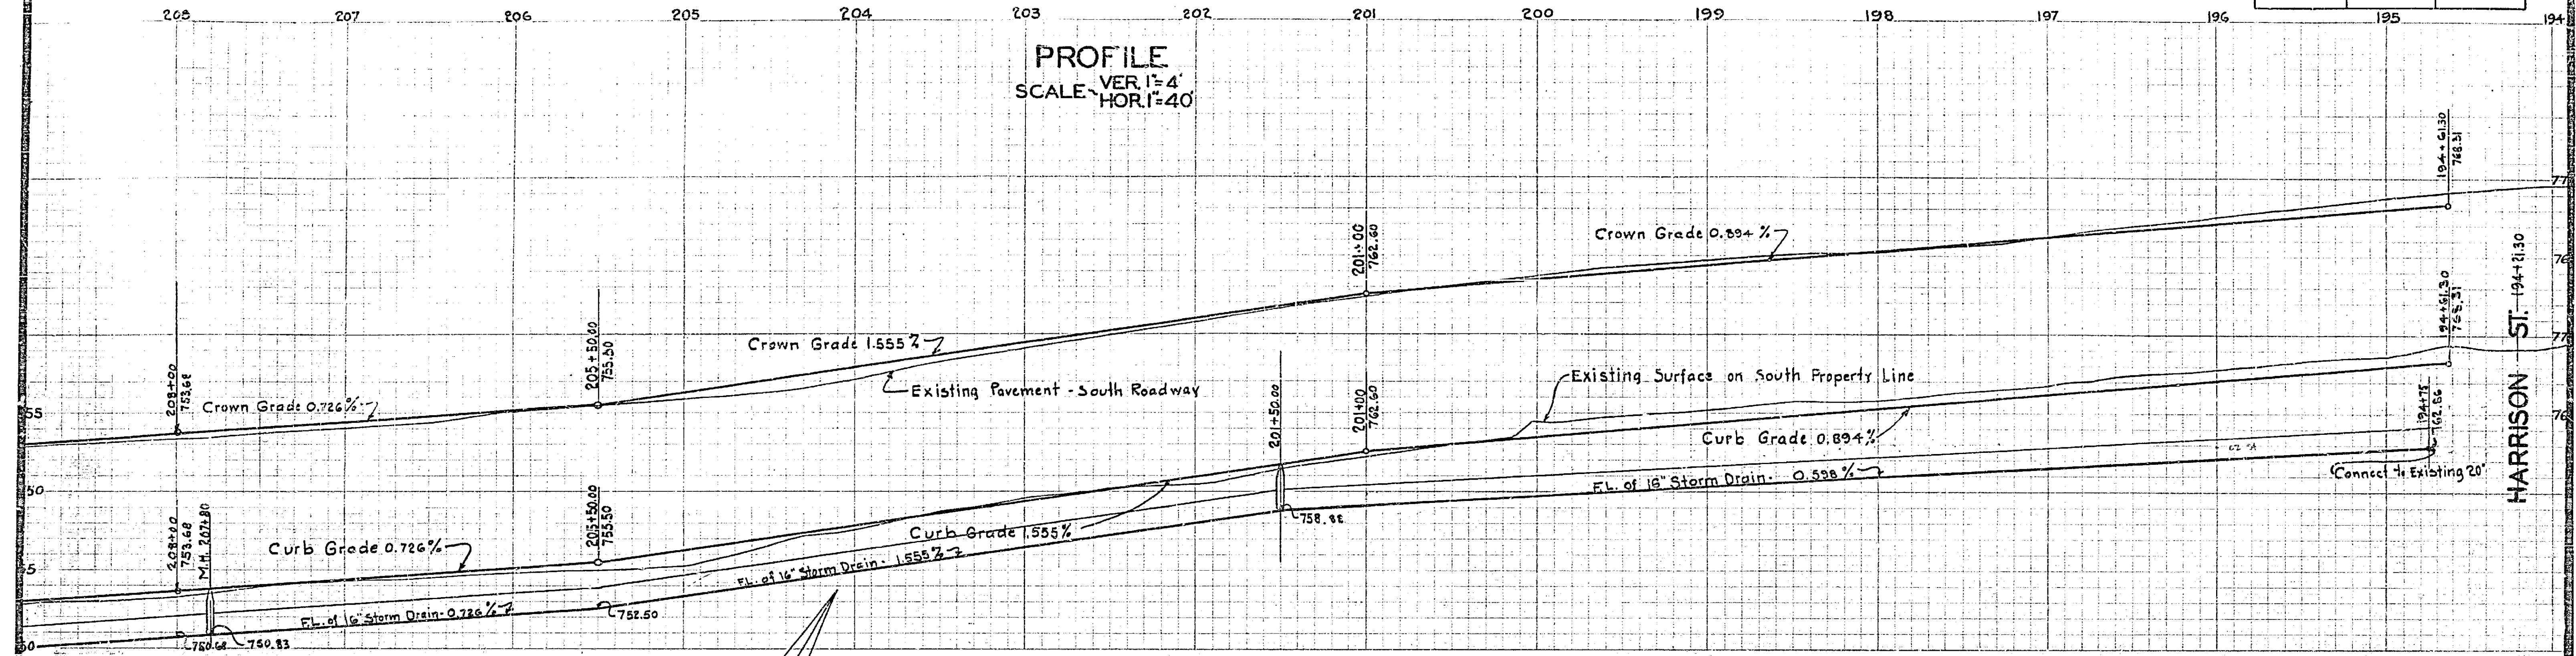 208 207 206 205 204 203 202 201 200 199 198 197 196 195 194
PROFILE
SCALE VER. 1"=4'
HOR. 1"=40'
194+61.30
768.31
Crown Grade 0.894%
201+00
762.60
HARRISON ST. 194+21.30
194+61.30
768.31
Crown Grade 1.555%
205+50.00
755.50
Existing Pavement - South Roadway
Existing Surface on South Property Line
208+00
753.68
Crown Grade 0.726%
55
201+50.00
201+00
762.60
194+75
762.86
Curb Grade 0.894%
F.L. of 16" Storm Drain - 0.598%
Connect to Existing 20"
50
758.88
Curb Grade 1.555%
208+00
753.68
M.H. 207+80
Curb Grade 0.726%
205+50.00
755.50
F.L. of 16" Storm Drain - 1.555%
F.L. of 16" Storm Drain - 0.726%
752.50
750.68
750.83